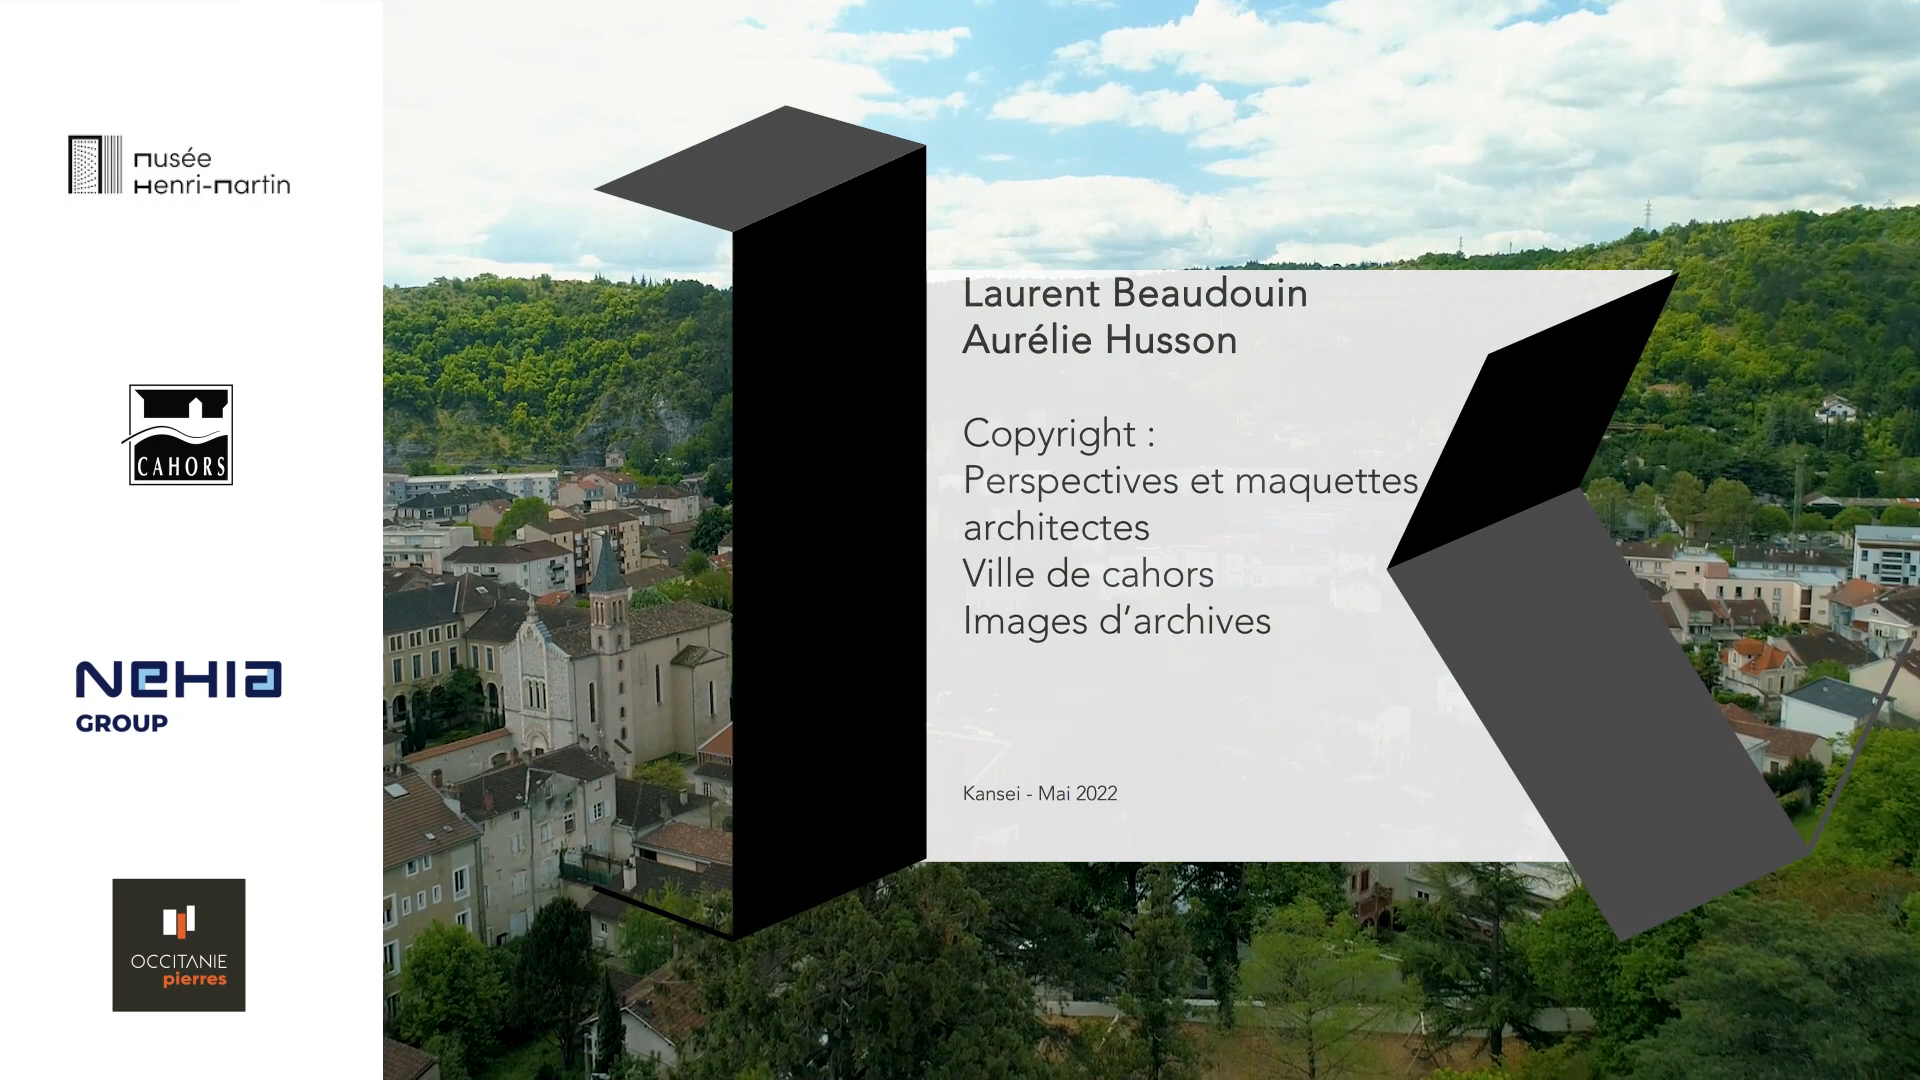 musée
Henri-martin
CAHORS
NEHIA
GROUP
OCCITANIE
pierres
Laurent Beaudouin
Aurélie Husson
Copyright :
Perspectives et maquettes
architectes
Ville de cahors
Images d’archives
Kansei - Mai 2022